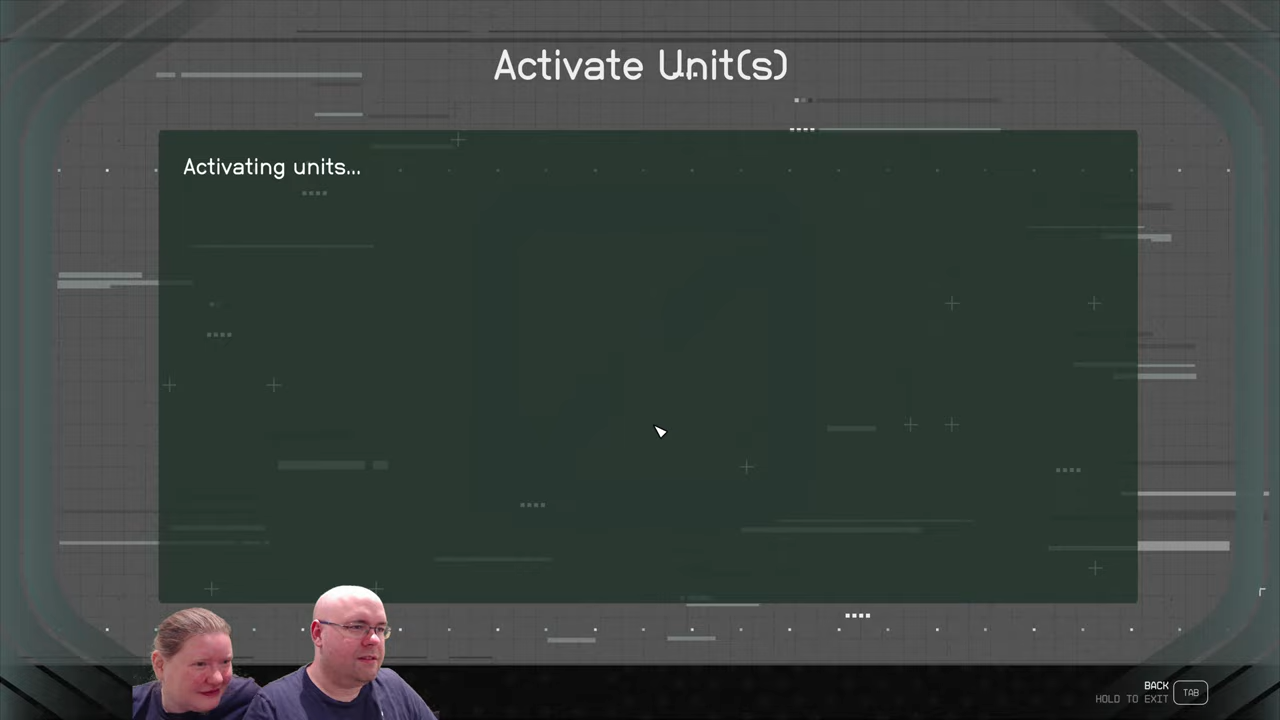 Activate Unit(s)
Activating units...
BACK
HOLD TO EXIT
TAB